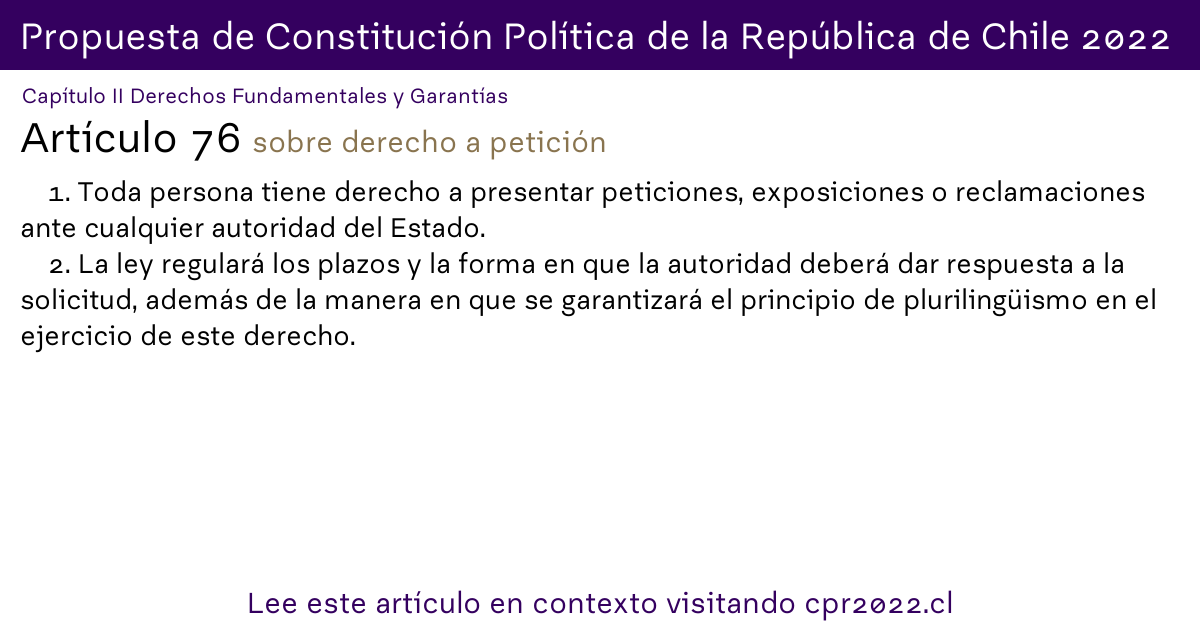 Propuesta de Constitución Política de la República de Chile 2022
Capítulo II Derechos Fundamentales y Garantías
Artículo 76 sobre derecho a petición
1. Toda persona tiene derecho a presentar peticiones, exposiciones o reclamaciones
ante cualquier autoridad del Estado.
2. La ley regulará los plazos y la forma en que la autoridad deberá dar respuesta a la
solicitud, además de la manera en que se garantizará el principio de plurilingüismo en el
ejercicio de este derecho.
Lee este artículo en contexto visitando cpr2022.cl